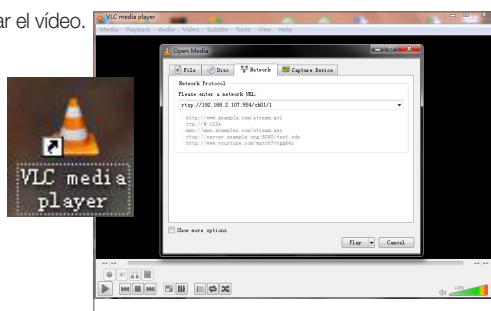 ar el vídeo.
VLC media player
Media Playback Audio Video Subtitle Tools View Help
Open Media
File Disc Network Capture Device
Network Protocol
Please enter a network URL:
rtsp://192.168.2.107:554/ch01/1
http://www.example.com/stream.avi
rtp://@:1234
mms://mms.examples.com/stream.asx
rtsp://server.example.org:8080/test.sdp
http://www.yourtube.com/watch?v=gg64x
Show more options
Play Cancel
VLC media
player
--:--
--:--
125%